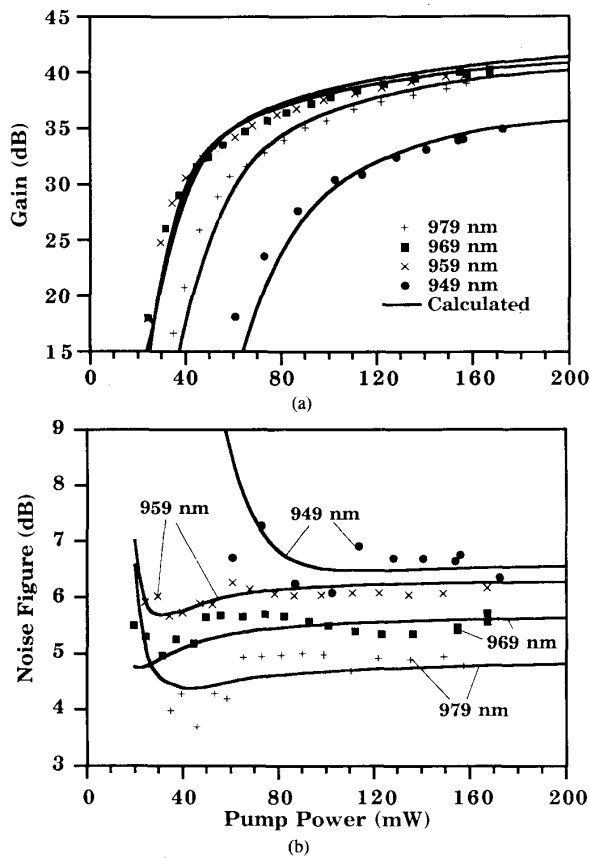 45
40
35
30
25
20
15
Gain (dB)
979 nm
969 nm
959 nm
949 nm
Calculated
0 40 80 120 160 200
(a)
9
8
7
6
5
4
3
Noise Figure (dB)
959 nm
949 nm
969 nm
979 nm
0 40 80 120 160 200
Pump Power (mW)
(b)